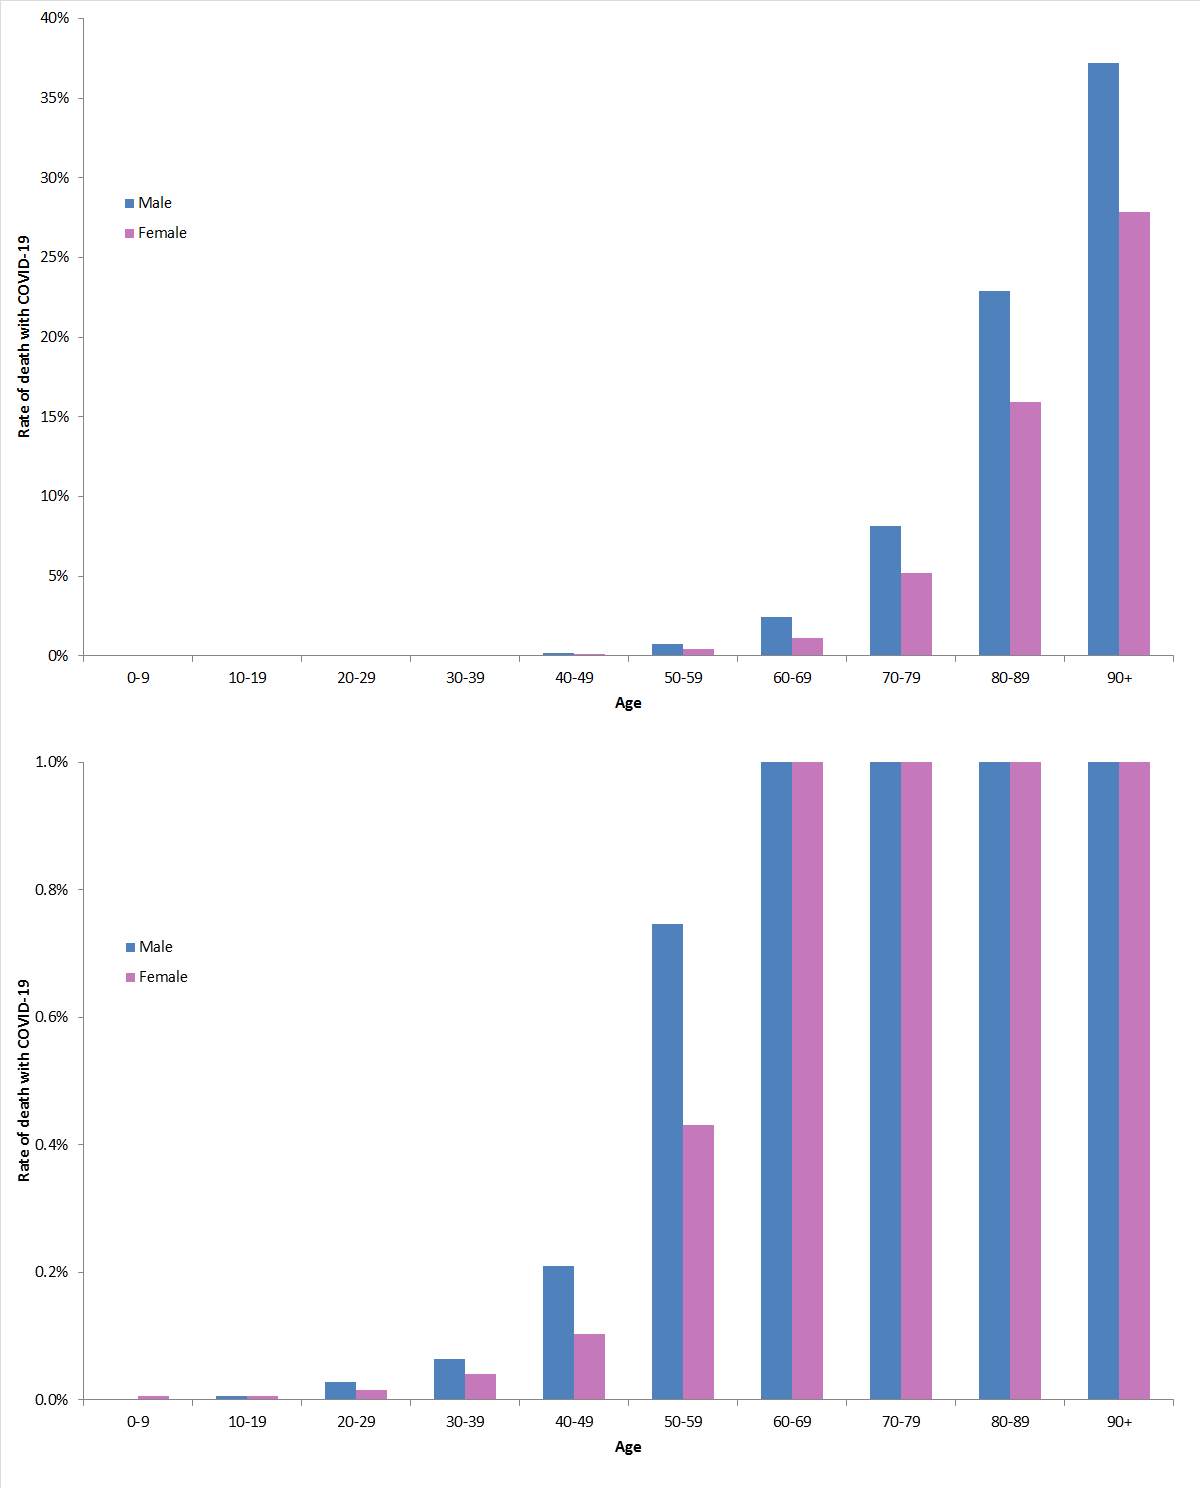 40%
35%
30%
25%
20%
15%
10%
5%
0%
Rate of death with COVID-19
Male
Female
0-9 10-19 20-29 30-39 40-49 50-59 60-69 70-79 80-89 90+
Age
1.0%
0.8%
0.6%
0.4%
0.2%
0.0%
Rate of death with COVID-19
Male
Female
0-9 10-19 20-29 30-39 40-49 50-59 60-69 70-79 80-89 90+
Age